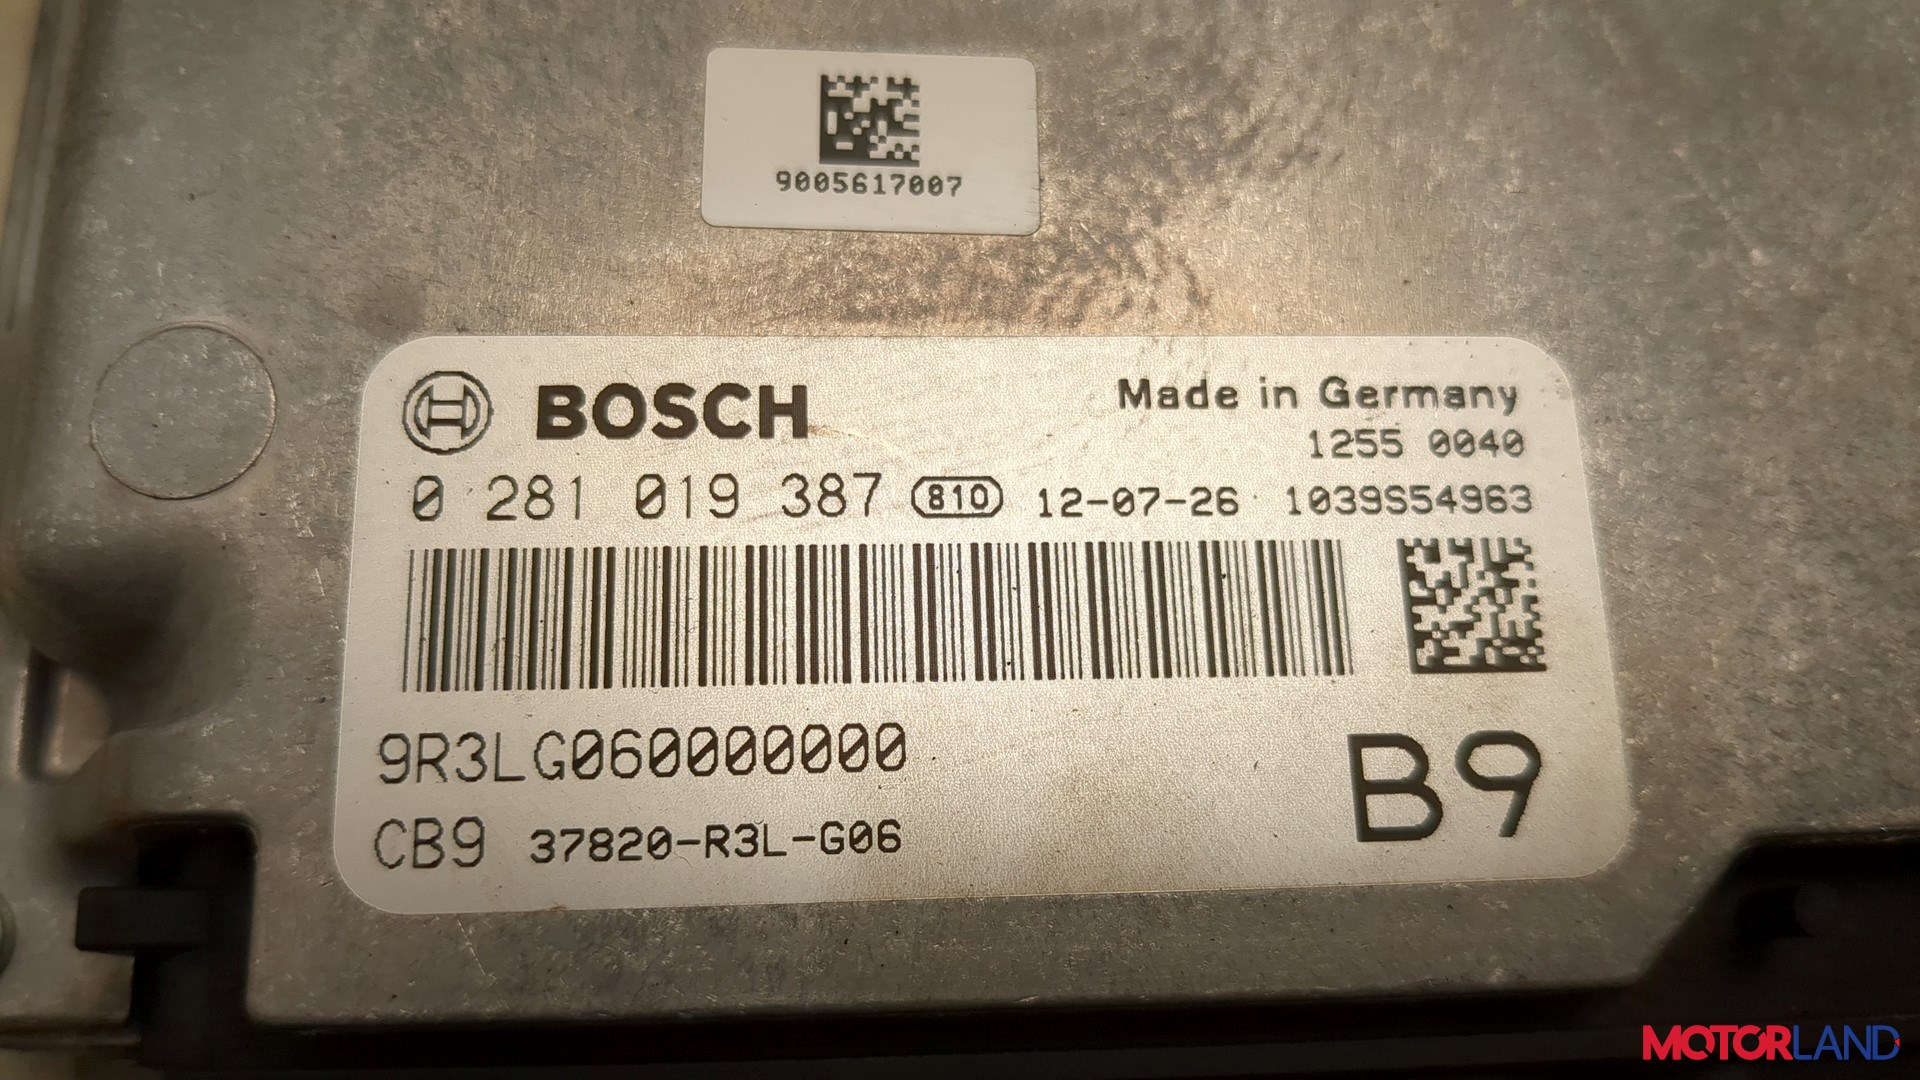 9005617007
BOSCH
Made in Germany
1255 0040
0 281 019 387 810 12-07-26 1039S54963
9R3LG060000000
CB9 37820-R3L-G06
B9
MOTORLAND